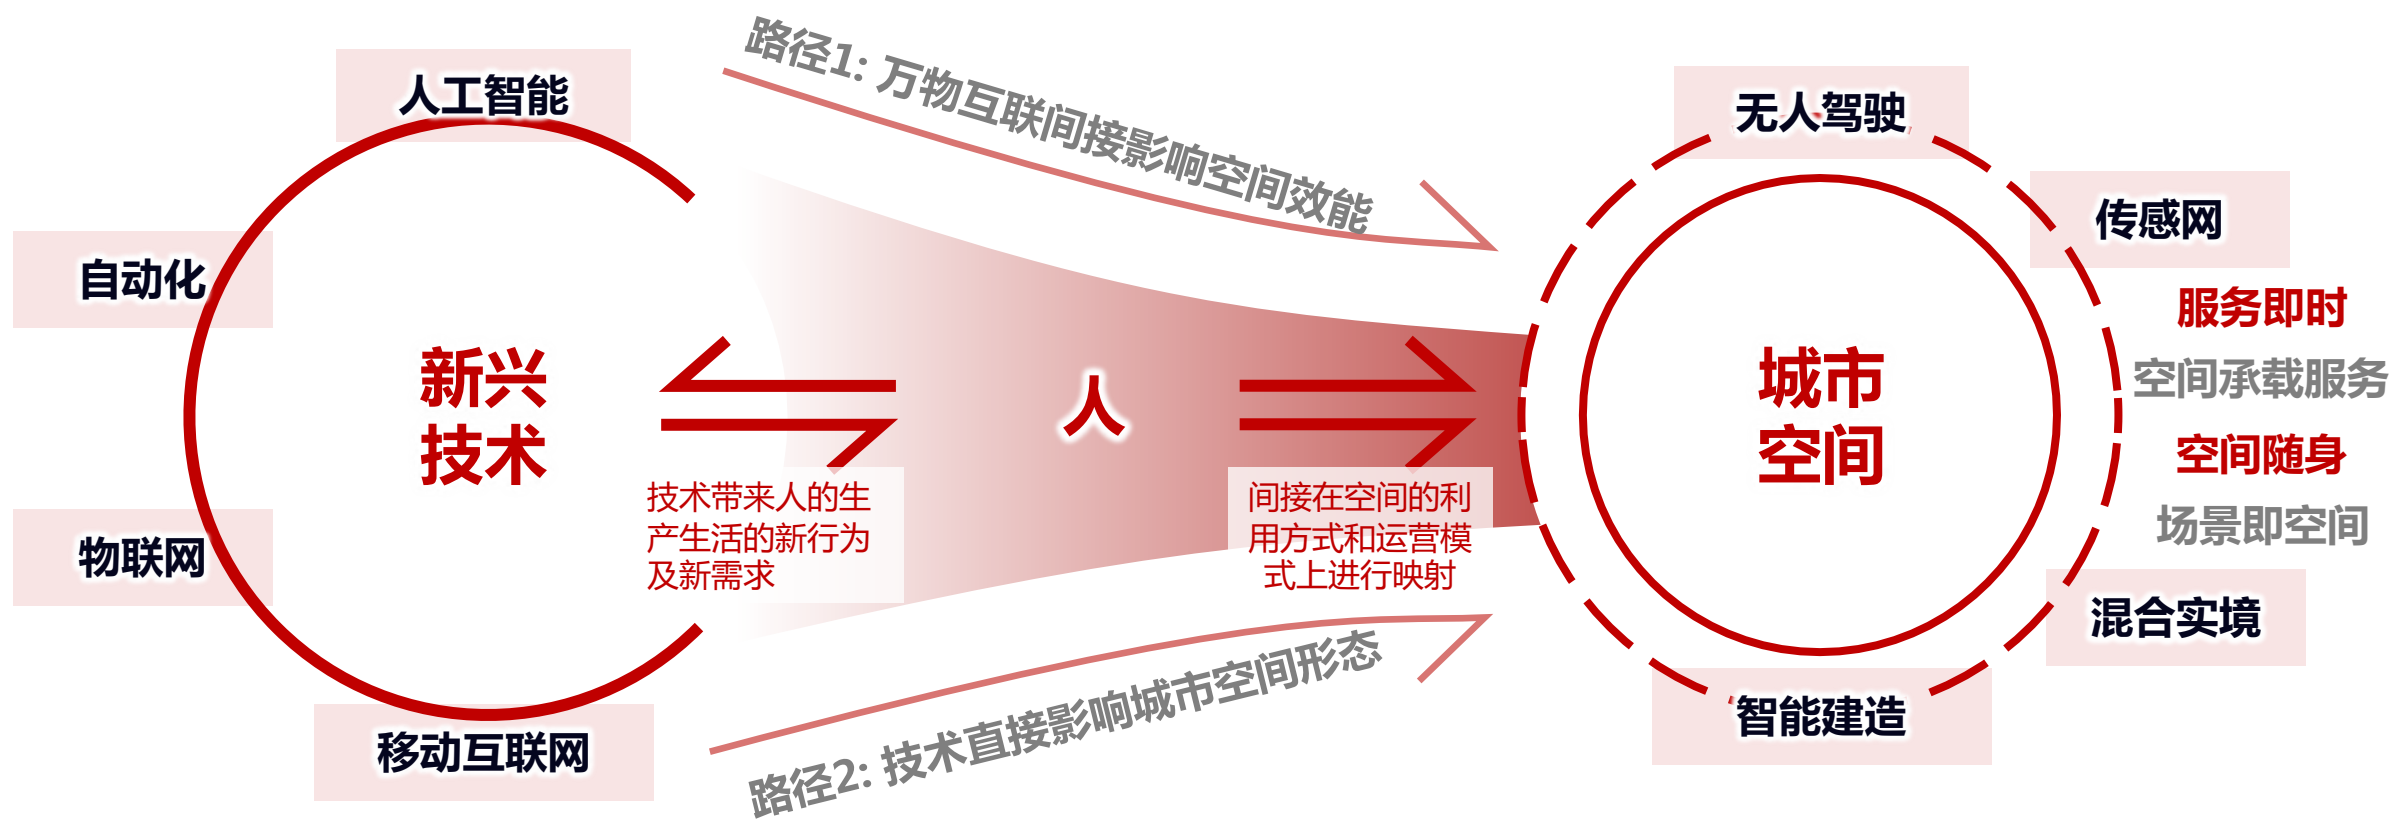 人工智能
自动化
新兴
技术
物联网
移动互联网
路径1: 万物互联间接影响空间效能
人
技术带来人的生
产生活的新行为
及新需求
间接在空间的利
用方式和运营模
式上进行映射
路径2: 技术直接影响城市空间形态
无人驾驶
传感网
城市
空间
服务即时
空间承载服务
空间随身
场景即空间
混合实境
智能建造